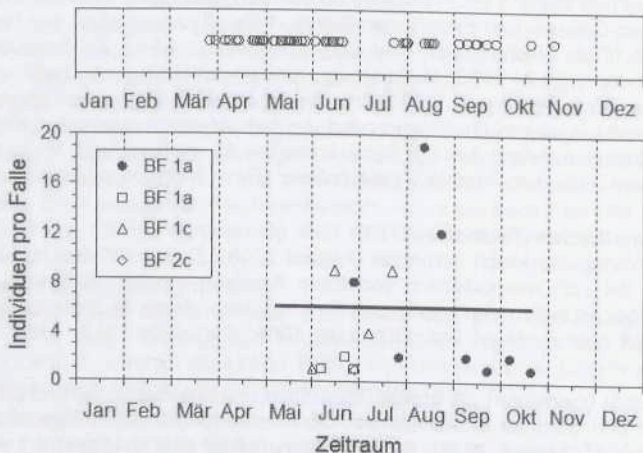 Jan Feb Mär Apr Mai Jun Jul Aug Sep Okt Nov Dez
Individuen pro Falle
20
16
12
8
4
0
BF 1a
BF 1a
BF 1c
BF 2c
Jan Feb Mär Apr Mai Jun Jul Aug Sep Okt Nov Dez
Zeitraum